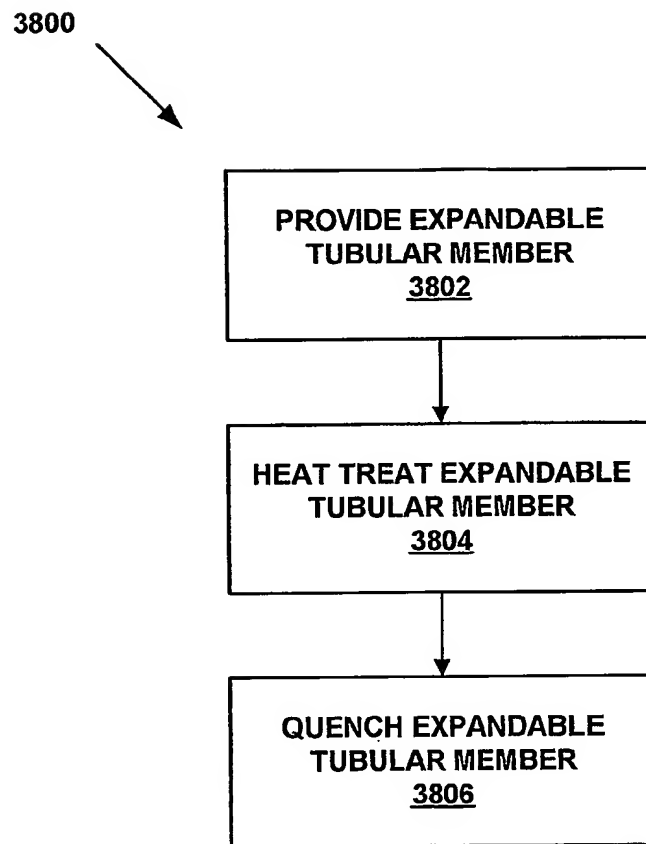 3800
PROVIDE EXPANDABLE
TUBULAR MEMBER
3802
HEAT TREAT EXPANDABLE
TUBULAR MEMBER
3804
QUENCH EXPANDABLE
TUBULAR MEMBER
3806